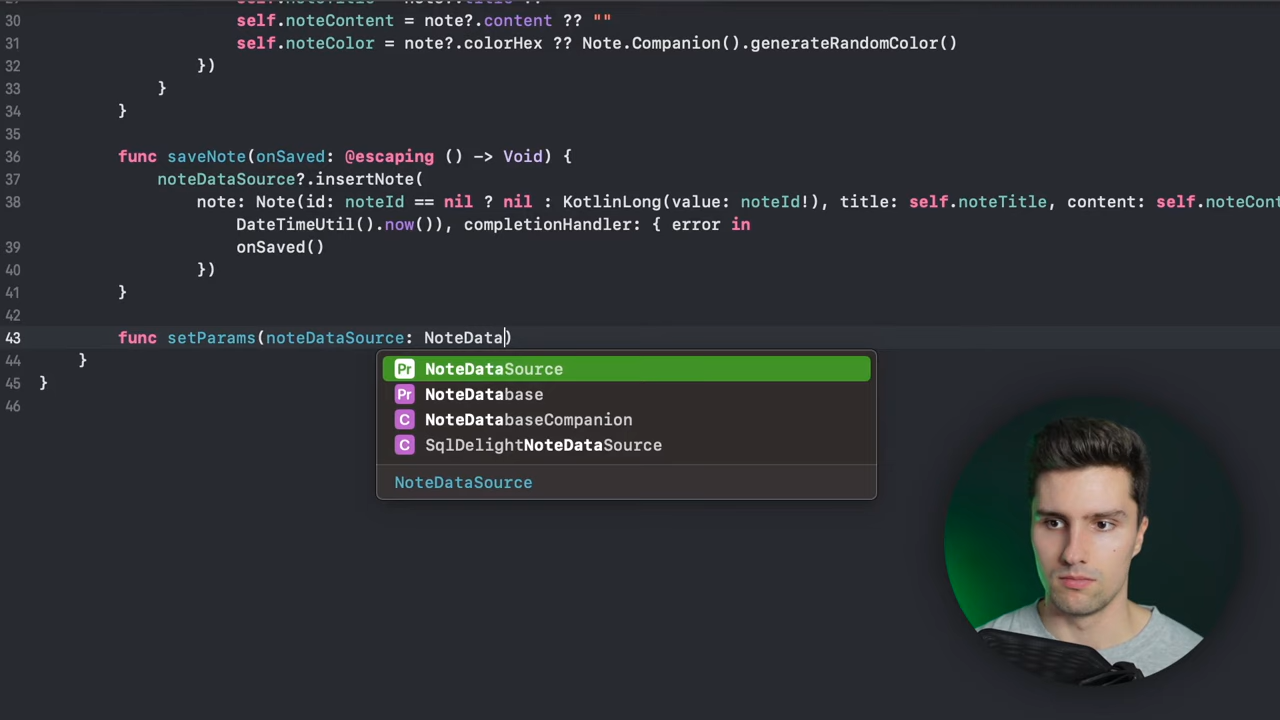 30 self.noteContent = note?.content ?? ""
31 self.noteColor = note?.colorHex ?? Note.Companion().generateRandomColor()
32 })
33 }
34 }
35
36 func saveNote(onSaved: @escaping () -> Void) {
37 noteDataSource?.insertNote(
38 note: Note(id: noteId == nil ? nil : KotlinLong(value: noteId!), title: self.noteTitle, content: self.noteCont
DateTimeUtil().now()), completionHandler: { error in
39 onSaved()
40 })
41 }
42
43 func setParams(noteDataSource: NoteData)
Pr NoteDataSource
Pr NoteDatabase
C NoteDatabaseCompanion
C SqlDelightNoteDataSource
NoteDataSource
44 }
45 }
46